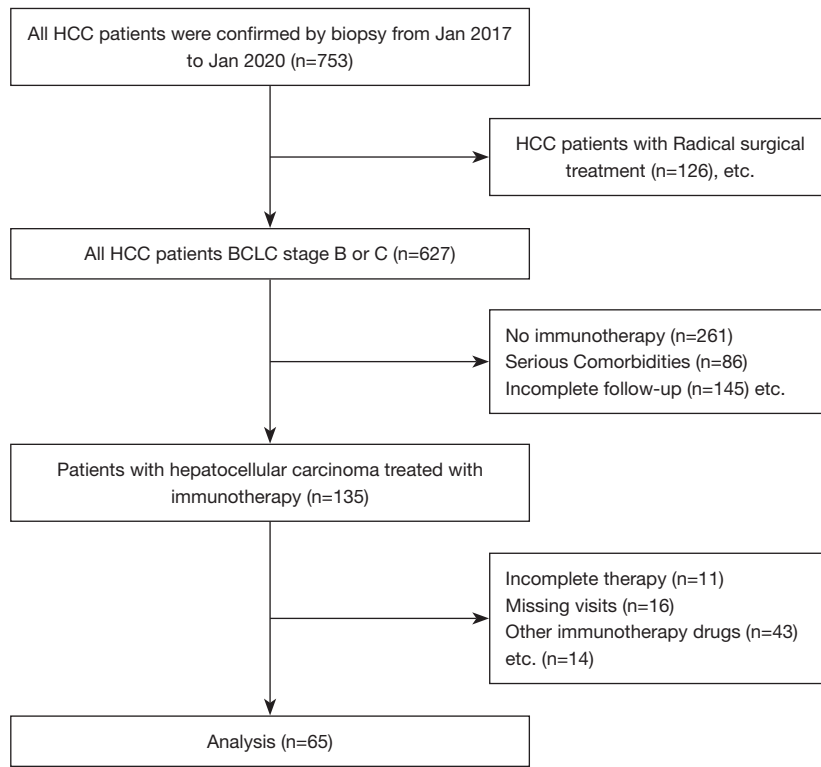 All HCC patients were confirmed by biopsy from Jan 2017
to Jan 2020 (n=753)
HCC patients with Radical surgical
treatment (n=126), etc.
All HCC patients BCLC stage B or C (n=627)
No immunotherapy (n=261)
Serious Comorbidities (n=86)
Incomplete follow-up (n=145) etc.
Patients with hepatocellular carcinoma treated with
immunotherapy (n=135)
Incomplete therapy (n=11)
Missing visits (n=16)
Other immunotherapy drugs (n=43)
etc. (n=14)
Analysis (n=65)